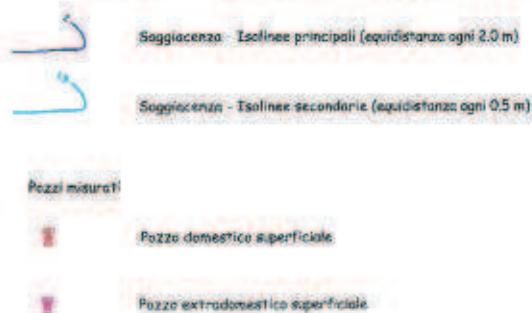 Soggiacenza - Isolinee principali (equidistanza ogni 2.0 m)
Soggiacenza - Isolinee secondarie (equidistanza ogni 0.5 m)
Pozzi misurati
Pozzo domestico superficiale
Pozzo extradomestico superficiale